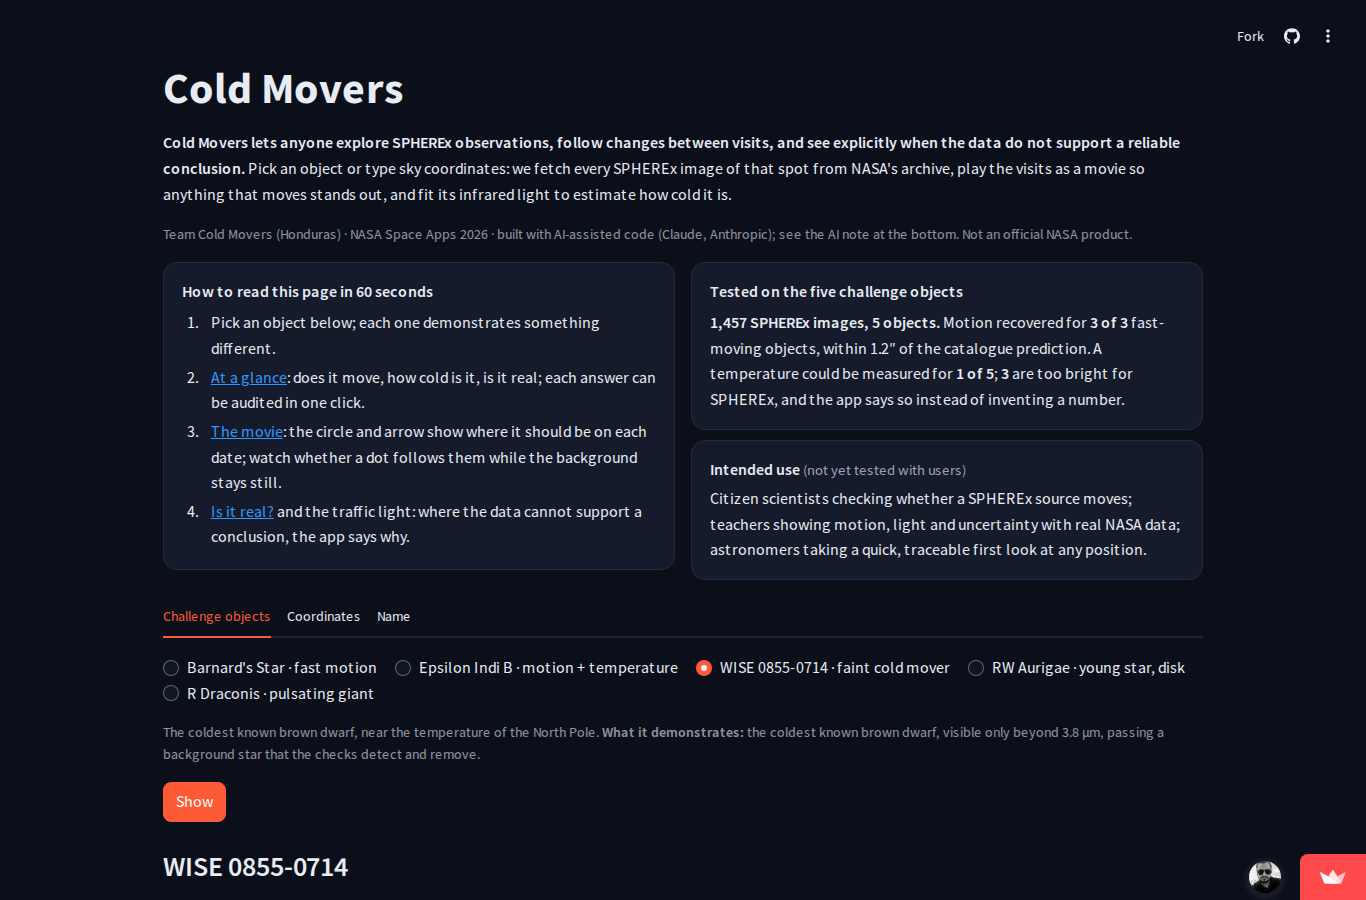 Fork
Cold Movers
Cold Movers lets anyone explore SPHEREx observations, follow changes between visits, and see explicitly when the data do not support a reliable
conclusion. Pick an object or type sky coordinates: we fetch every SPHEREx image of that spot from NASA's archive, play the visits as a movie so
anything that moves stands out, and fit its infrared light to estimate how cold it is.
Team Cold Movers (Honduras) · NASA Space Apps 2026 · built with AI-assisted code (Claude, Anthropic); see the AI note at the bottom. Not an official NASA product.
How to read this page in 60 seconds
1. Pick an object below; each one demonstrates something
different.
2. At a glance: does it move, how cold is it, is it real; each answer can
be audited in one click.
3. The movie: the circle and arrow show where it should be on each
date; watch whether a dot follows them while the background
stays still.
4. Is it real? and the traffic light: where the data cannot support a
conclusion, the app says why.
Tested on the five challenge objects
1,457 SPHEREx images, 5 objects. Motion recovered for 3 of 3 fast-
moving objects, within 1.2″ of the catalogue prediction. A
temperature could be measured for 1 of 5; 3 are too bright for
SPHEREx, and the app says so instead of inventing a number.
Intended use (not yet tested with users)
Citizen scientists checking whether a SPHEREx source moves;
teachers showing motion, light and uncertainty with real NASA data;
astronomers taking a quick, traceable first look at any position.
Challenge objects Coordinates Name
Barnard's Star · fast motion Epsilon Indi B · motion + temperature WISE 0855-0714 · faint cold mover RW Aurigae · young star, disk
R Draconis · pulsating giant
The coldest known brown dwarf, near the temperature of the North Pole. What it demonstrates: the coldest known brown dwarf, visible only beyond 3.8 µm, passing a
background star that the checks detect and remove.
Show
WISE 0855-0714